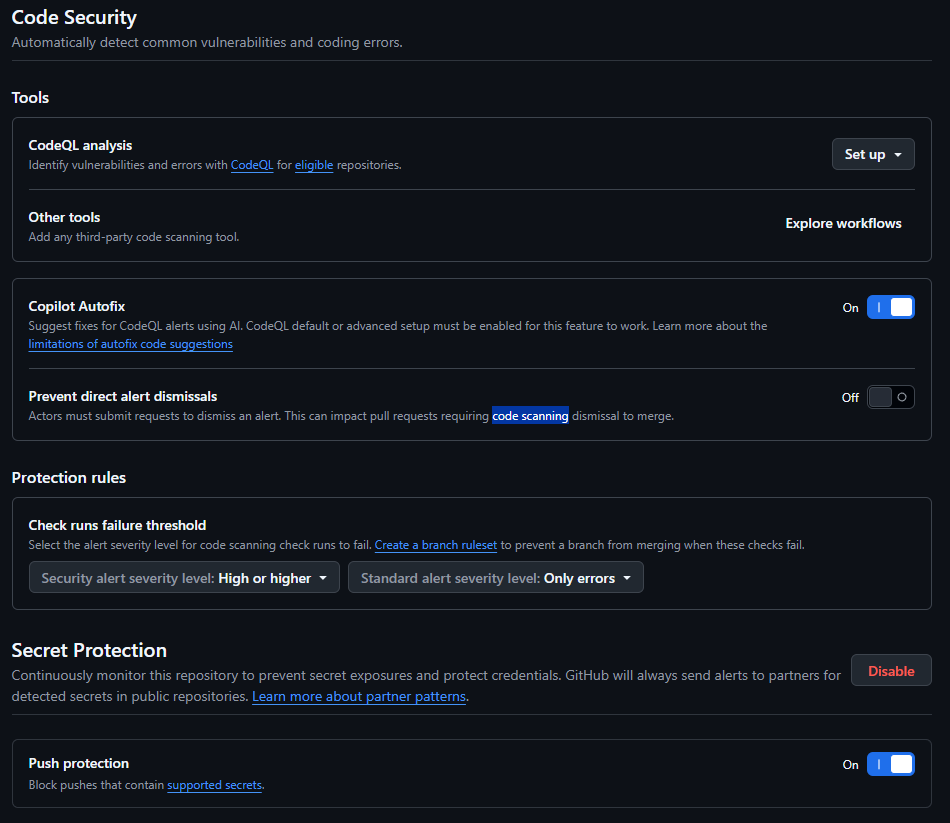 Code Security
Automatically detect common vulnerabilities and coding errors.
Tools
CodeQL analysis
Identify vulnerabilities and errors with CodeQL for eligible repositories.
Set up
Other tools
Add any third-party code scanning tool.
Explore workflows
Copilot Autofix
On
Suggest fixes for CodeQL alerts using AI. CodeQL default or advanced setup must be enabled for this feature to work. Learn more about the
limitations of autofix code suggestions
Prevent direct alert dismissals
Off
Actors must submit requests to dismiss an alert. This can impact pull requests requiring code scanning dismissal to merge.
Protection rules
Check runs failure threshold
Select the alert severity level for code scanning check runs to fail. Create a branch ruleset to prevent a branch from merging when these checks fail.
Security alert severity level: High or higher
Standard alert severity level: Only errors
Secret Protection
Continuously monitor this repository to prevent secret exposures and protect credentials. GitHub will always send alerts to partners for
detected secrets in public repositories. Learn more about partner patterns.
Disable
Push protection
On
Block pushes that contain supported secrets.